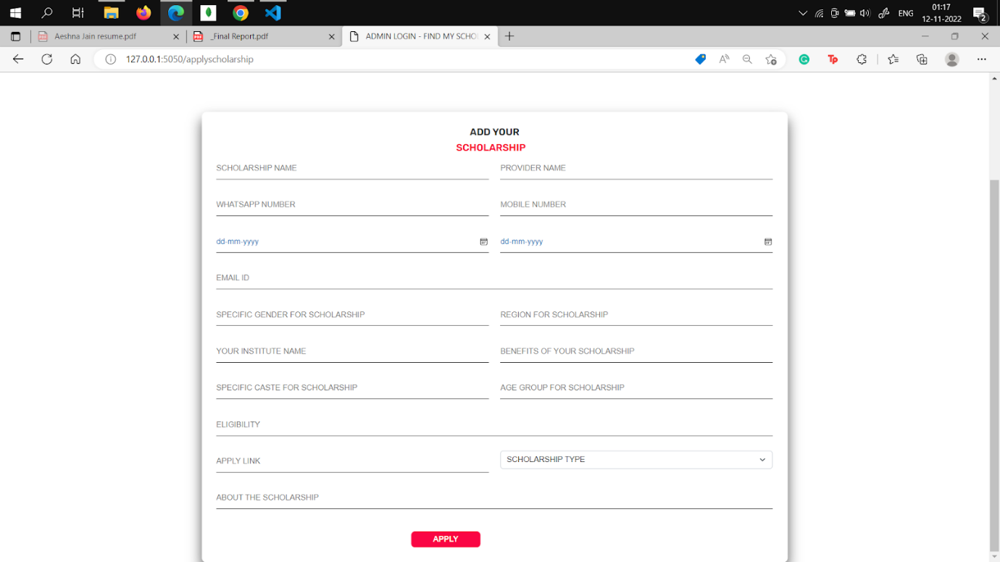 01:17
ENG
12-11-2022
2
Aeshna Jain resume.pdf
_Final Report.pdf
ADMIN LOGIN - FIND MY SCHO
127.0.0.1:5050/applyscholarship
ADD YOUR
SCHOLARSHIP
SCHOLARSHIP NAME PROVIDER NAME
WHATSAPP NUMBER MOBILE NUMBER
dd-mm-yyyy dd-mm-yyyy
EMAIL ID
SPECIFIC GENDER FOR SCHOLARSHIP REGION FOR SCHOLARSHIP
YOUR INSTITUTE NAME BENEFITS OF YOUR SCHOLARSHIP
SPECIFIC CASTE FOR SCHOLARSHIP AGE GROUP FOR SCHOLARSHIP
ELIGIBILITY
APPLY LINK SCHOLARSHIP TYPE
ABOUT THE SCHOLARSHIP
APPLY